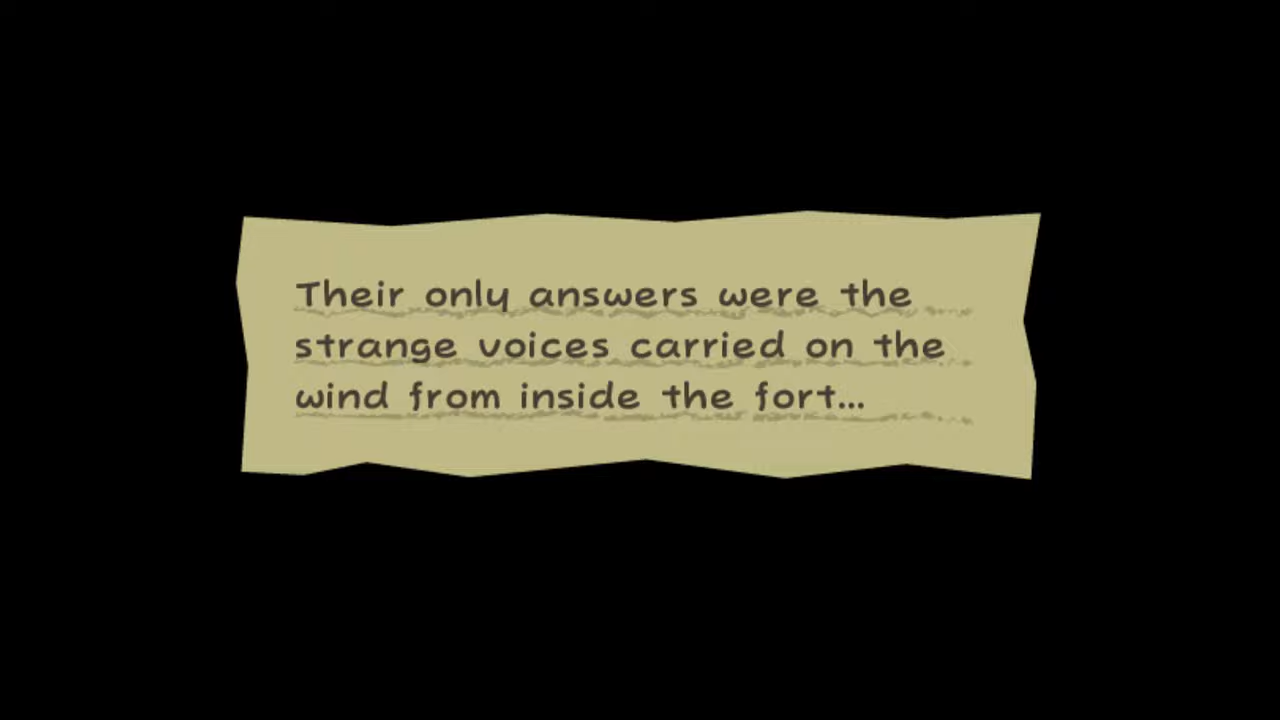 Their only answers were the
strange voices carried on the
wind from inside the fort...